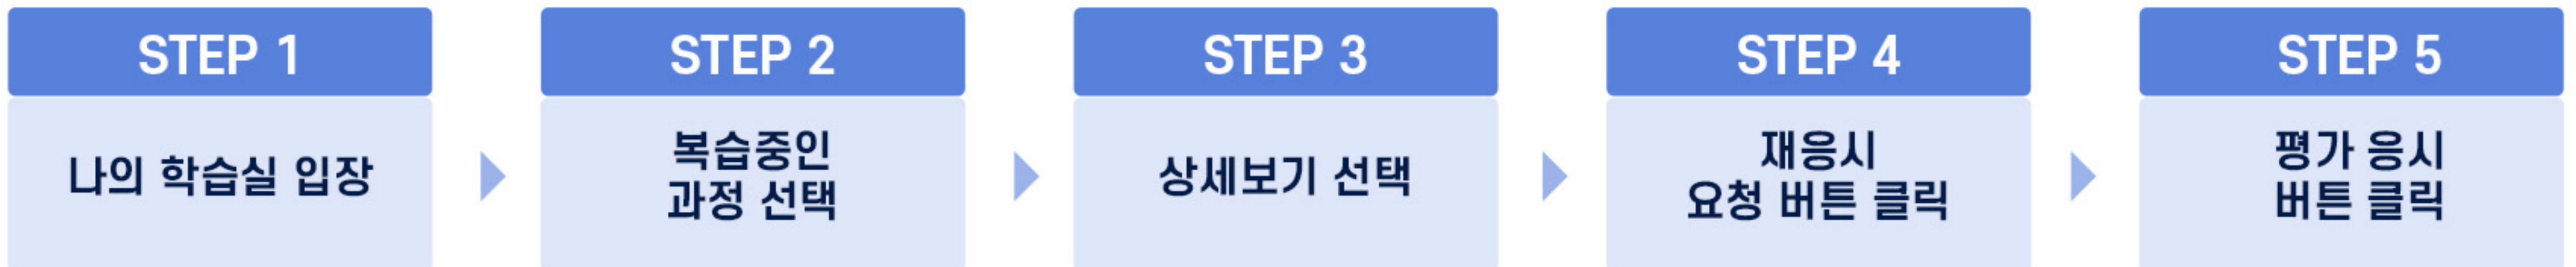 STEP 1
나의 학습실 입장
STEP 2
복습중인
과정 선택
STEP 3
상세보기 선택
STEP 4
재응시
요청 버튼 클릭
STEP 5
평가 응시
버튼 클릭